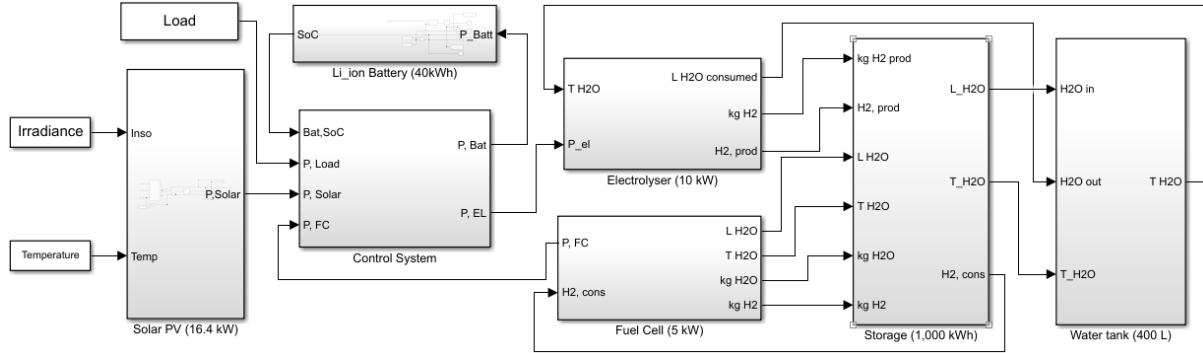 Load
Irradiance
Temperature
Inso
Temp
P,Solar
Solar PV (16.4 kW)
SoC
P_Batt
Li_ion Battery (40kWh)
Bat,SoC
P, Load
P, Solar
P, FC
P, Bat
P, EL
Control System
T H2O
P_el
L H2O consumed
kg H2
H2, prod
Electrolyser (10 kW)
P, FC
H2, cons
L H2O
T H2O
kg H2O
kg H2
Fuel Cell (5 kW)
kg H2 prod
H2, prod
L H2O
T H2O
kg H2O
kg H2
L_H2O
T_H2O
H2, cons
Storage (1,000 kWh)
H2O in
H2O out
T_H2O
T H2O
Water tank (400 L)